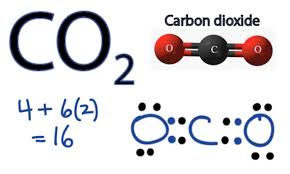 CO₂
Carbon dioxide
O C O
4 + 6(2)
= 16
O C O